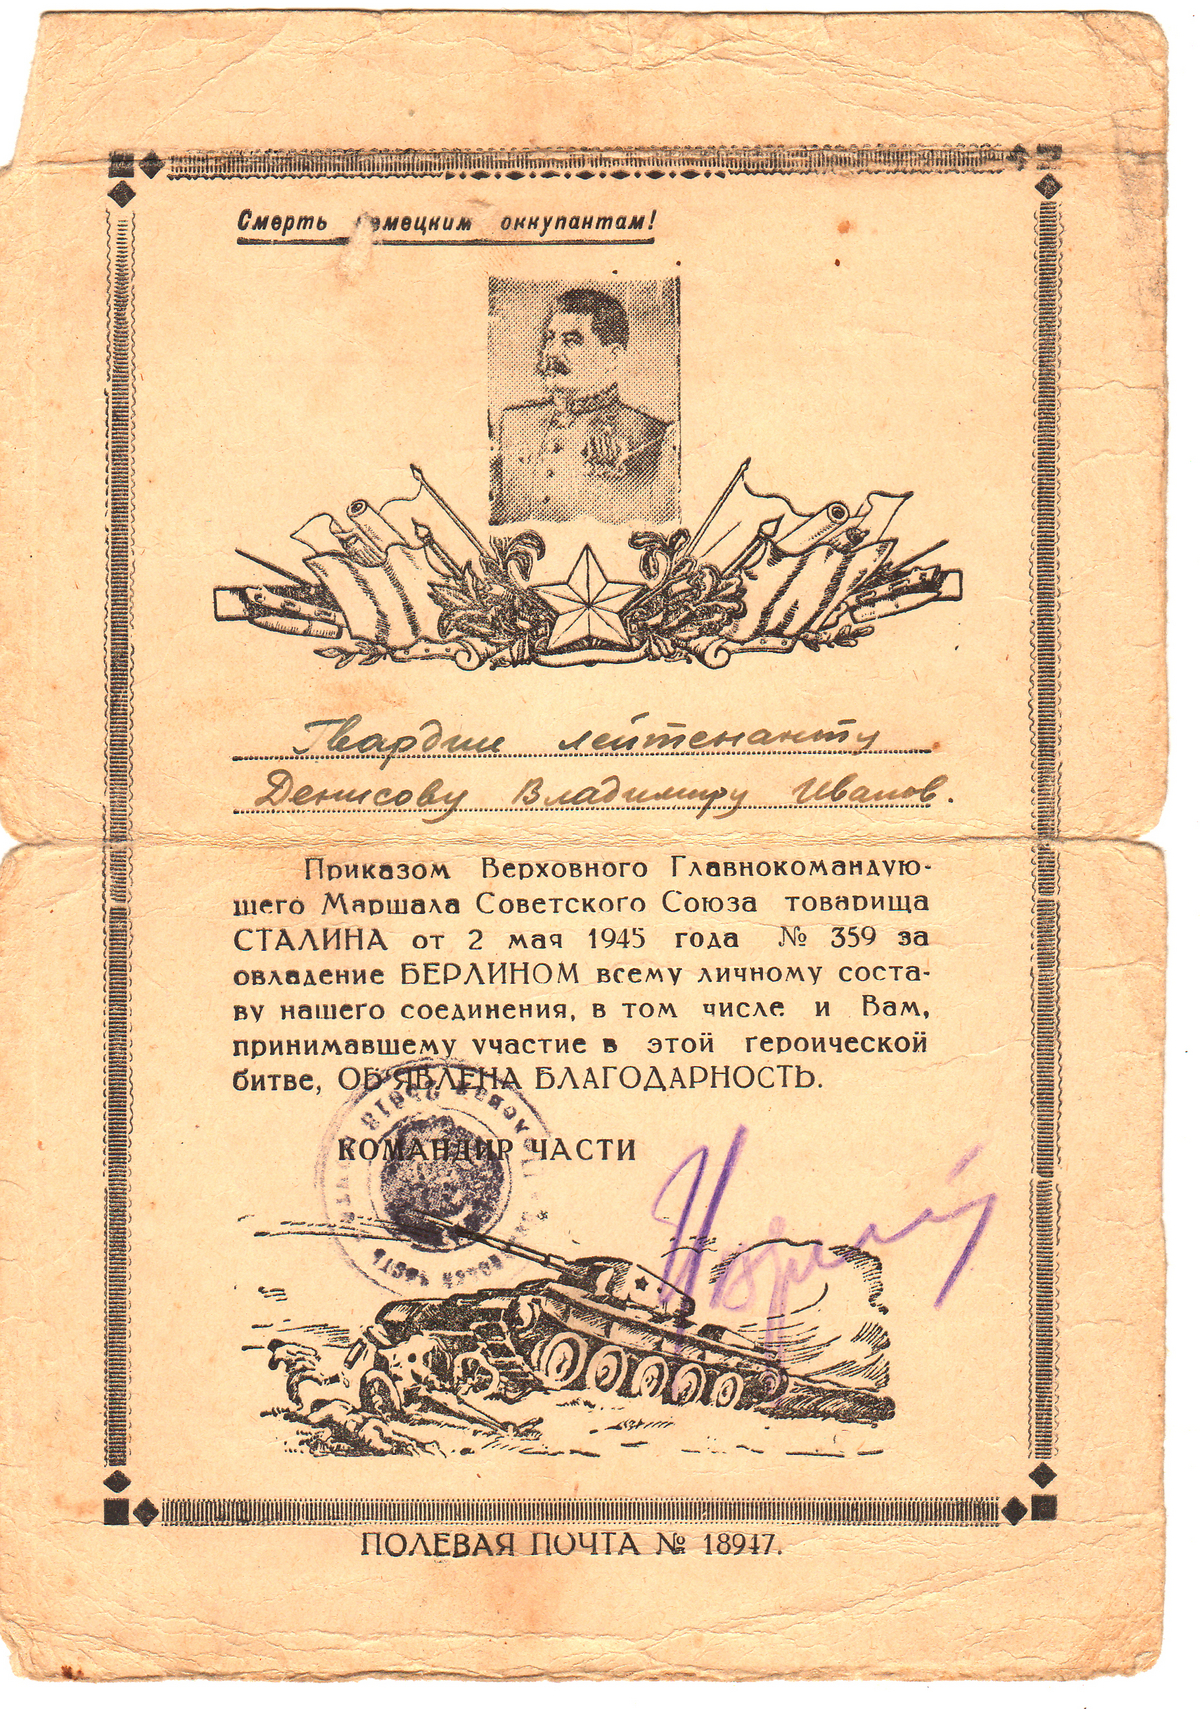 Смерть немецким оккупантам!
Гвардии лейтенанту
Денисову Владимиру Иванов.
Приказом Верховного Главнокомандую-
щего Маршала Советского Союза товарища
СТАЛИНА от 2 мая 1945 года № 359 за
овладение БЕРЛИНОМ всему личному соста-
ву нашего соединения, в том числе и Вам,
принимавшему участие в этой героической
битве, ОБ'ЯВЛЕНА БЛАГОДАРНОСТЬ.
КОМАНДИР ЧАСТИ
ПОЛЕВАЯ ПОЧТА № 18947.